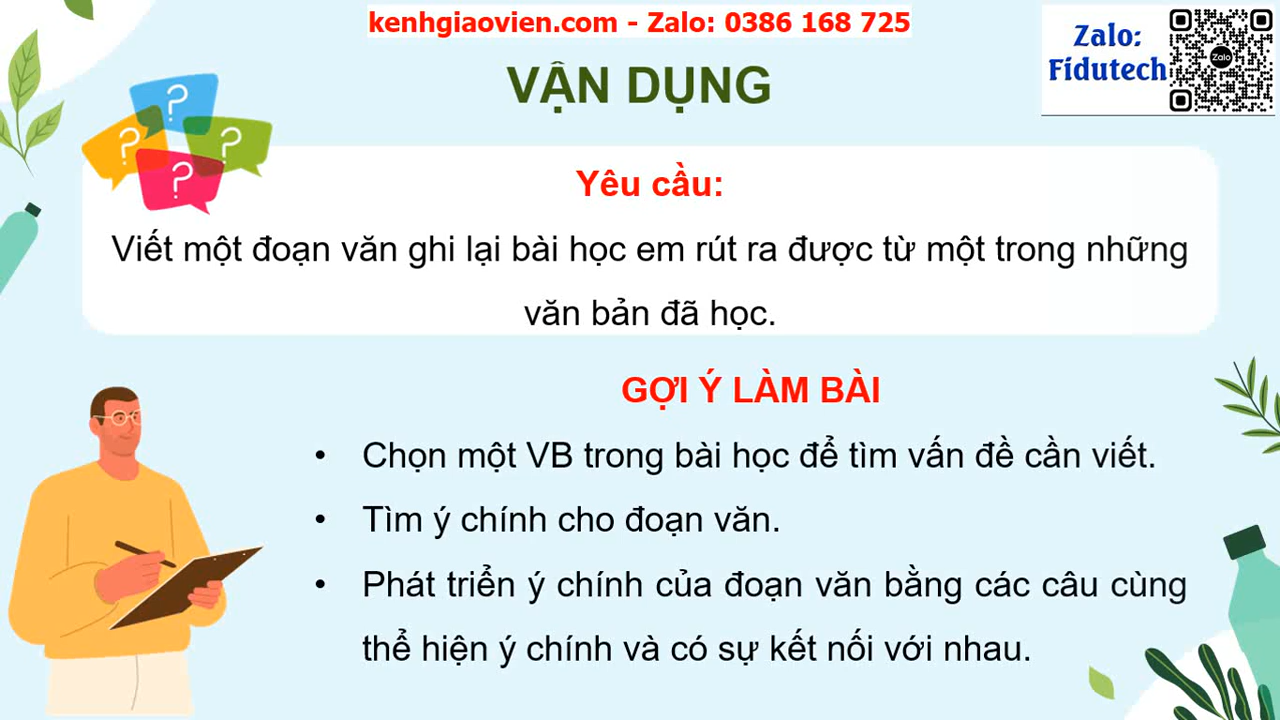 kenhgiaovien.com - Zalo: 0386 168 725
Zalo:
Fidutech
Zalo
VẬN DỤNG
? ? ? ?
Yêu cầu:
Viết một đoạn văn ghi lại bài học em rút ra được từ một trong những
văn bản đã học.
GỢI Ý LÀM BÀI
• Chọn một VB trong bài học để tìm vấn đề cần viết.
• Tìm ý chính cho đoạn văn.
• Phát triển ý chính của đoạn văn bằng các câu cùng
thể hiện ý chính và có sự kết nối với nhau.